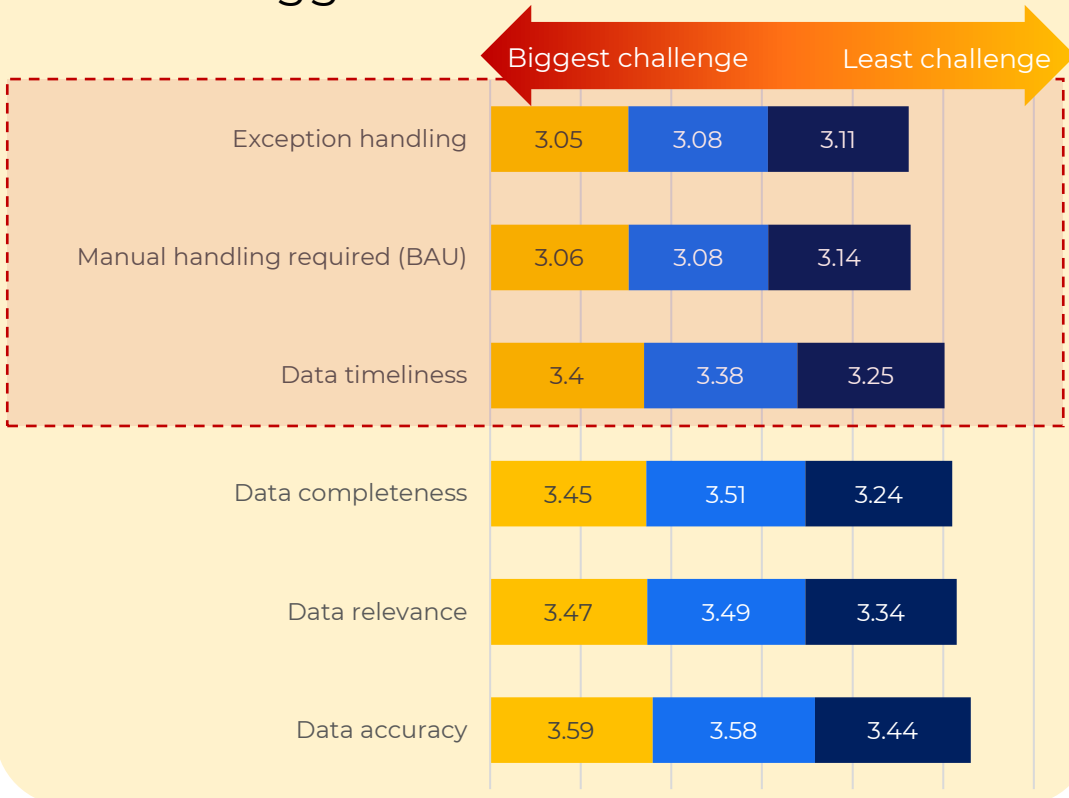 Biggest challenge Least challenge
Exception handling 3.05 3.08 3.11
Manual handling required (BAU) 3.06 3.08 3.14
Data timeliness 3.4 3.38 3.25
Data completeness 3.45 3.51 3.24
Data relevance 3.47 3.49 3.34
Data accuracy 3.59 3.58 3.44